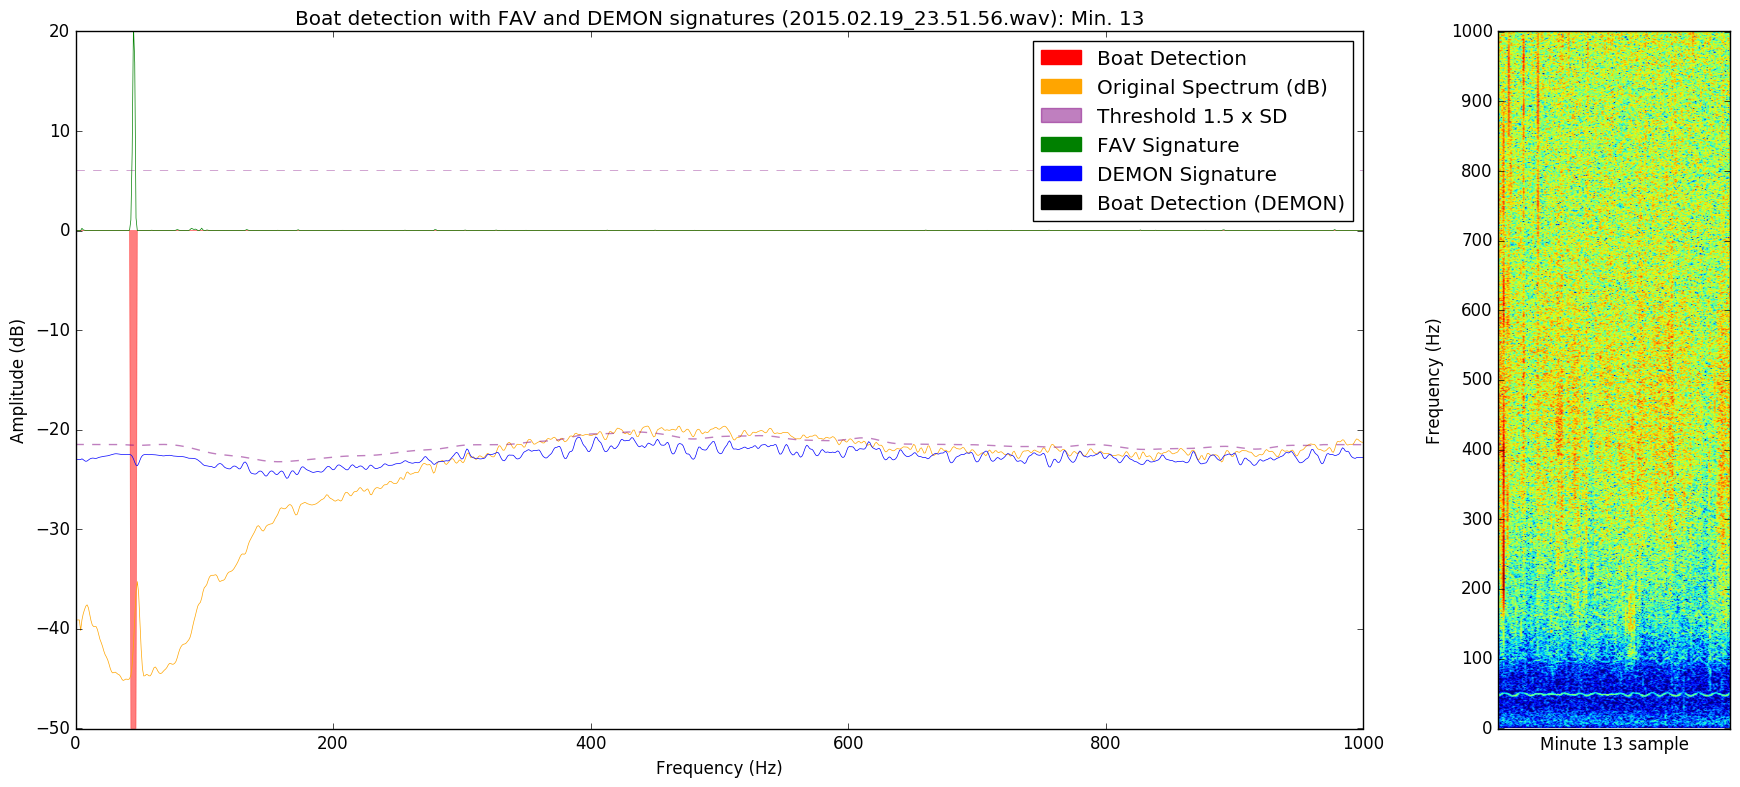 Boat detection with FAV and DEMON signatures (2015.02.19_23.51.56.wav): Min. 13
Boat Detection
Original Spectrum (dB)
Threshold 1.5 x SD
FAV Signature
DEMON Signature
Boat Detection (DEMON)
Amplitude (dB)
20
10
0
−10
−20
−30
−40
−50
0
200
400
600
800
1000
Frequency (Hz)
Frequency (Hz)
1000
900
800
700
600
500
400
300
200
100
0
Minute 13 sample